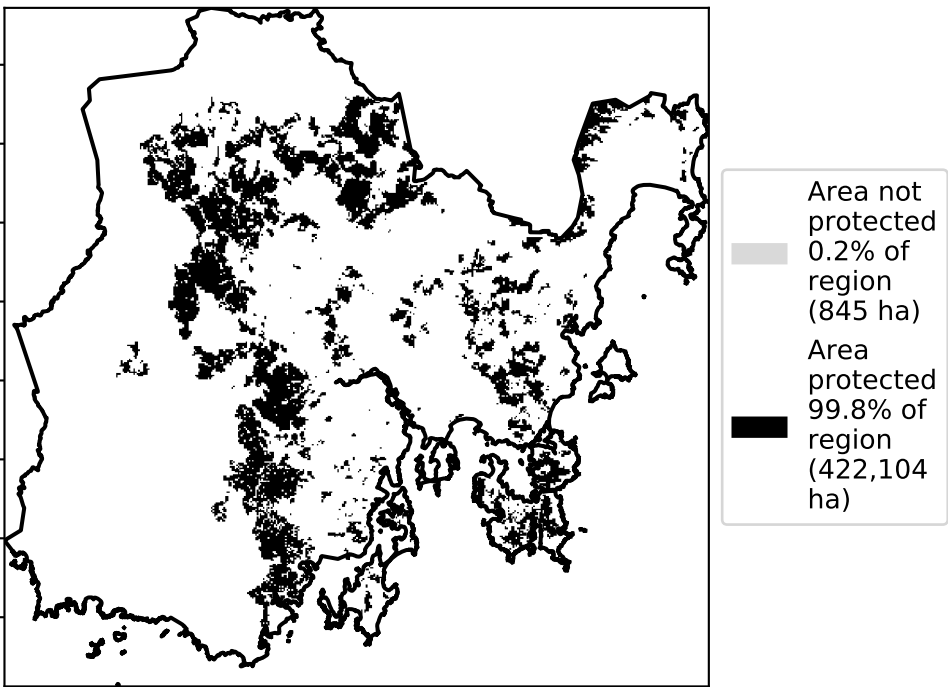 Area not
protected
0.2% of
region
(845 ha)
Area
protected
99.8% of
region
(422,104
ha)